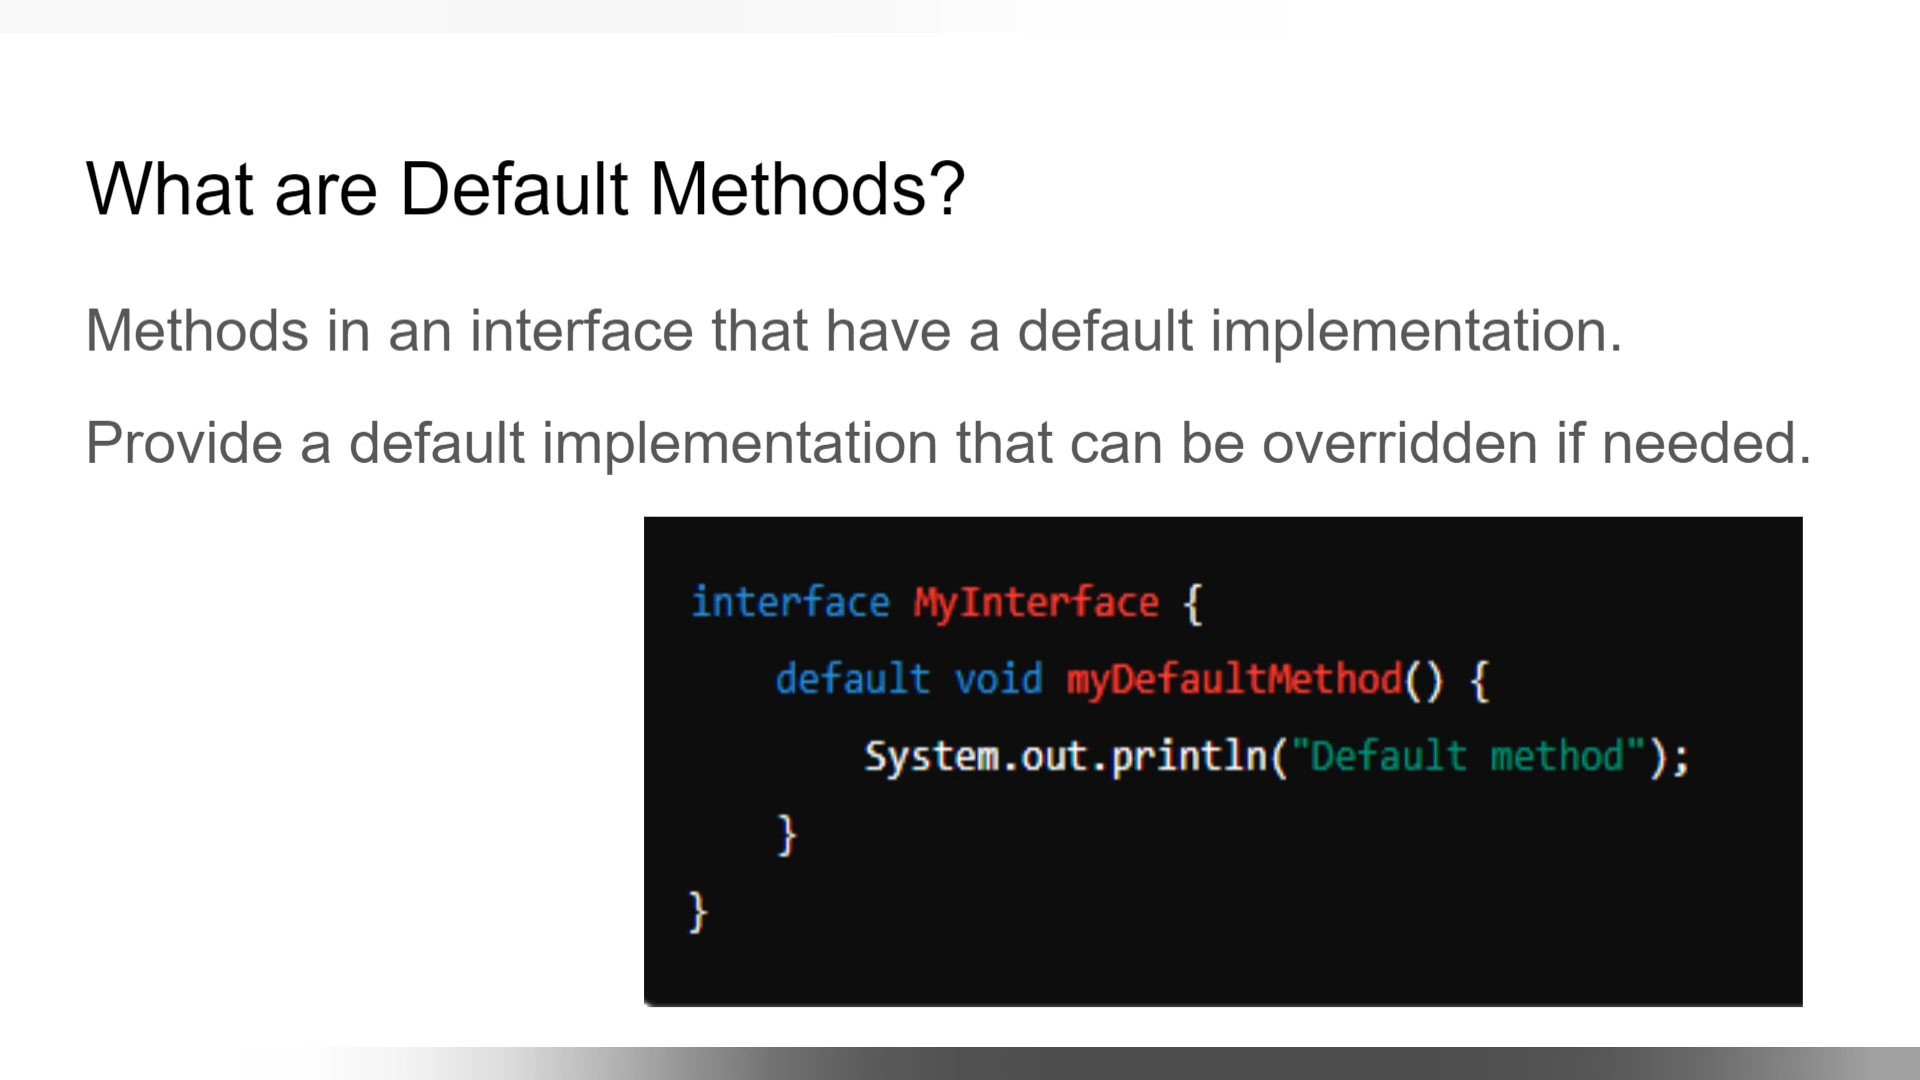 What are Default Methods?
Methods in an interface that have a default implementation.
Provide a default implementation that can be overridden if needed.
interface MyInterface {
    default void myDefaultMethod() {
        System.out.println("Default method");
    }
}